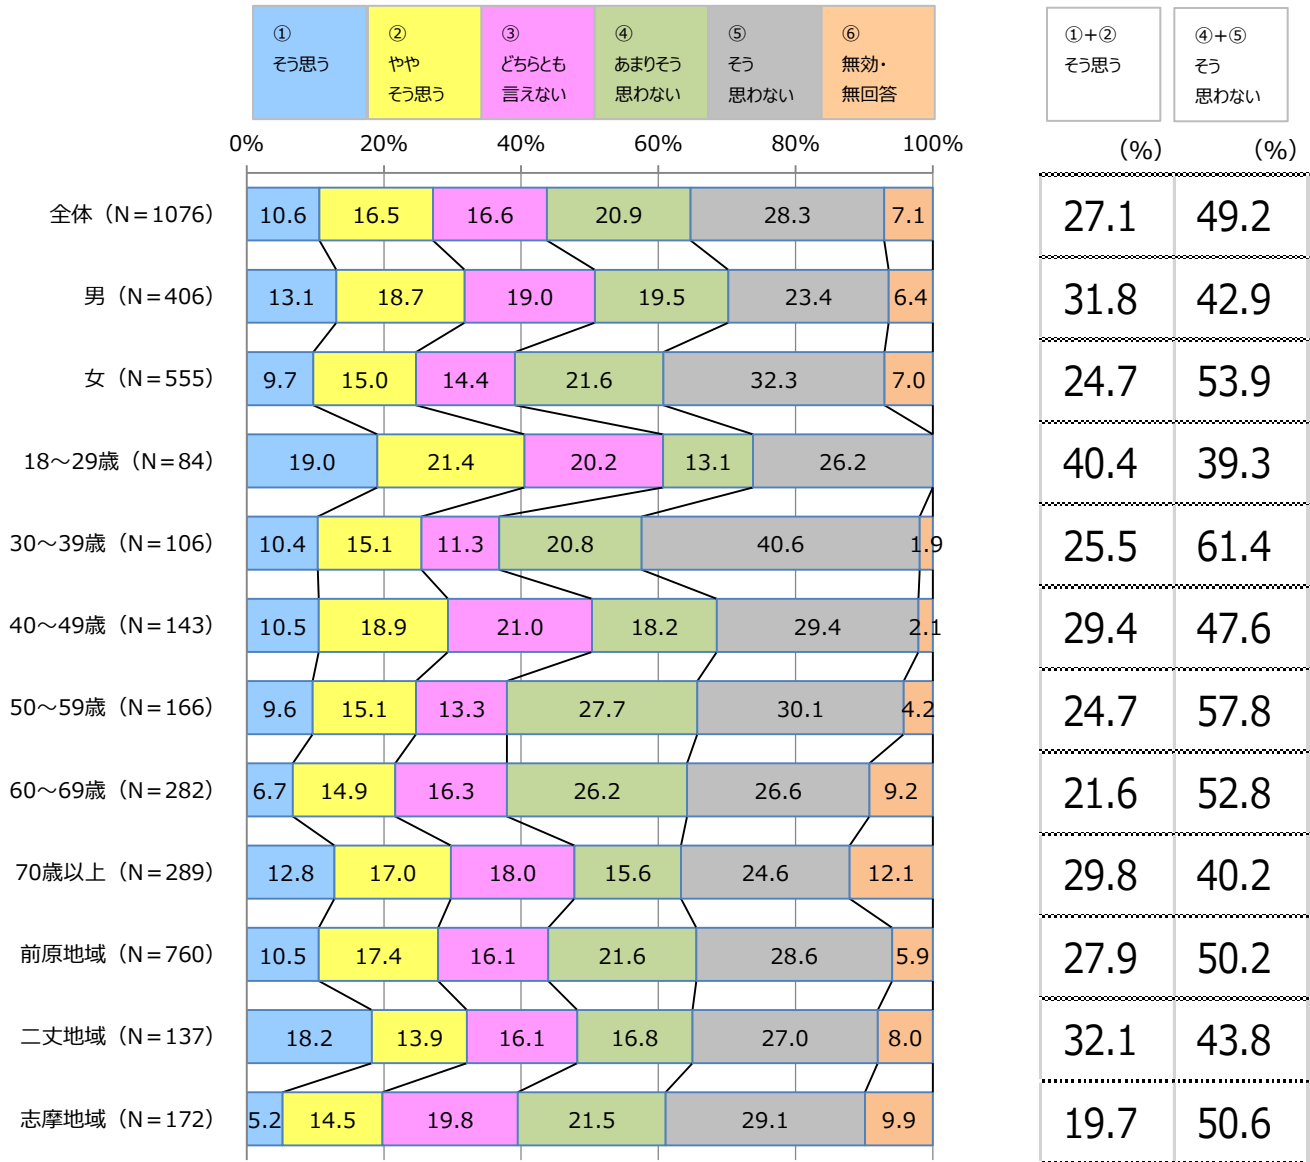 ① ② ③ ④ ⑤ ⑥ ①+② ④+⑤
そう思う やや どちらとも あまりそう そう 無効・ そう思う そう
そう思う 言えない 思わない 思わない 無回答 思わない
0% 20% 40% 60% 80% 100% (%) (%)
全体（N＝1076） 10.6 16.5 16.6 20.9 28.3 7.1 27.1 49.2
男（N＝406） 13.1 18.7 19.0 19.5 23.4 6.4 31.8 42.9
女（N＝555） 9.7 15.0 14.4 21.6 32.3 7.0 24.7 53.9
18～29歳（N＝84） 19.0 21.4 20.2 13.1 26.2 40.4 39.3
30～39歳（N＝106） 10.4 15.1 11.3 20.8 40.6 1.9 25.5 61.4
40～49歳（N＝143） 10.5 18.9 21.0 18.2 29.4 2.1 29.4 47.6
50～59歳（N＝166） 9.6 15.1 13.3 27.7 30.1 4.2 24.7 57.8
60～69歳（N＝282） 6.7 14.9 16.3 26.2 26.6 9.2 21.6 52.8
70歳以上（N＝289） 12.8 17.0 18.0 15.6 24.6 12.1 29.8 40.2
前原地域（N＝760） 10.5 17.4 16.1 21.6 28.6 5.9 27.9 50.2
二丈地域（N＝137） 18.2 13.9 16.1 16.8 27.0 8.0 32.1 43.8
志摩地域（N＝172） 5.2 14.5 19.8 21.5 29.1 9.9 19.7 50.6